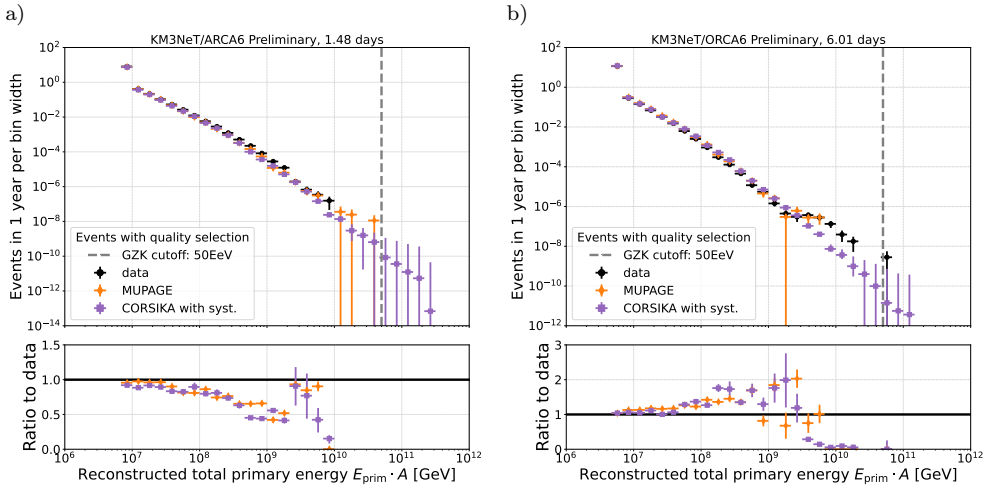 a)
KM3NeT/ARCA6 Preliminary, 1.48 days
Events in 1 year per bin width
10^2
10^0
10^−2
10^−4
10^−6
10^−8
10^−10
10^−12
10^−14
Events with quality selection
GZK cutoff: 50EeV
data
MUPAGE
CORSIKA with syst.
Ratio to data
1.5
1.0
0.5
0.0
10^6 10^7 10^8 10^9 10^10 10^11 10^12
Reconstructed total primary energy E_prim · A [GeV]
b)
KM3NeT/ORCA6 Preliminary, 6.01 days
Events in 1 year per bin width
10^2
10^0
10^−2
10^−4
10^−6
10^−8
10^−10
10^−12
Events with quality selection
GZK cutoff: 50EeV
data
MUPAGE
CORSIKA with syst.
Ratio to data
3
2
1
0
10^6 10^7 10^8 10^9 10^10 10^11 10^12
Reconstructed total primary energy E_prim · A [GeV]